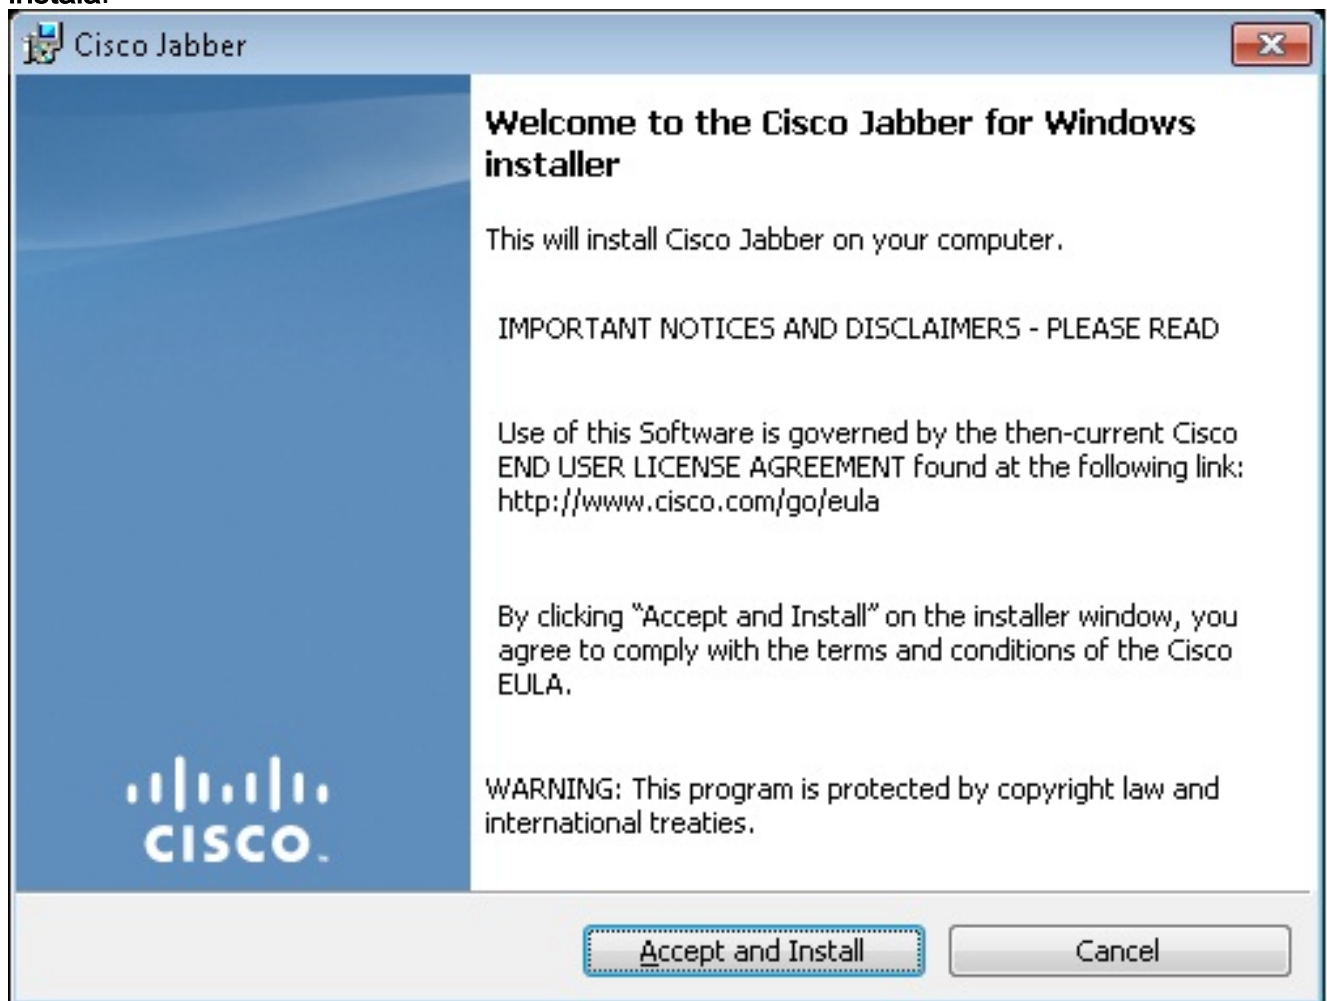 Cisco Jabber
Welcome to the Cisco Jabber for Windows
installer
This will install Cisco Jabber on your computer.
IMPORTANT NOTICES AND DISCLAIMERS - PLEASE READ
Use of this Software is governed by the then-current Cisco
END USER LICENSE AGREEMENT found at the following link:
http://www.cisco.com/go/eula
By clicking “Accept and Install” on the installer window, you
agree to comply with the terms and conditions of the Cisco
EULA.
WARNING: This program is protected by copyright law and
international treaties.
CISCO
Accept and Install
Cancel